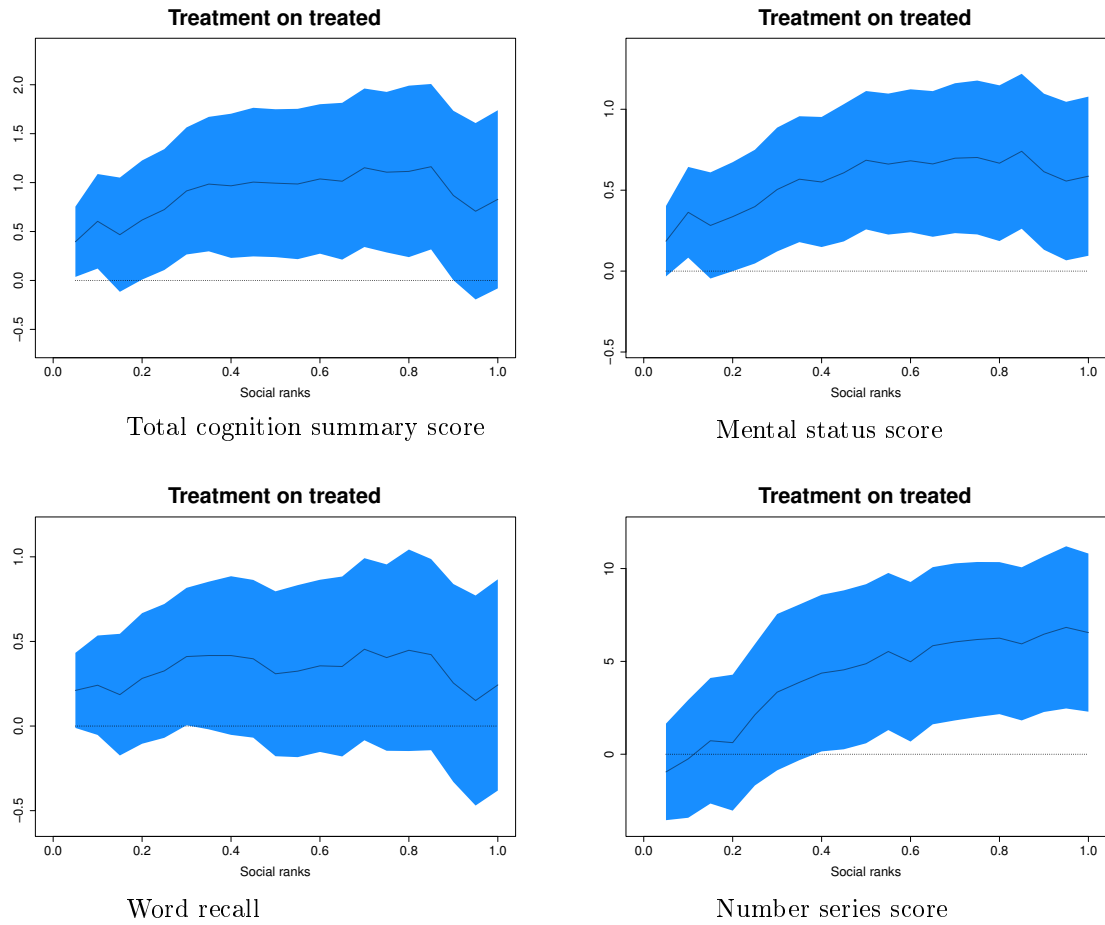 Treatment on treated
2.0
1.5
1.0
0.5
0.0
−0.5
0.0 0.2 0.4 0.6 0.8 1.0
Social ranks
Total cognition summary score
Treatment on treated
1.0
0.5
0.0
−0.5
0.0 0.2 0.4 0.6 0.8 1.0
Social ranks
Mental status score
Treatment on treated
1.0
0.5
0.0
−0.5
0.0 0.2 0.4 0.6 0.8 1.0
Social ranks
Word recall
Treatment on treated
10
5
0
0.0 0.2 0.4 0.6 0.8 1.0
Social ranks
Number series score